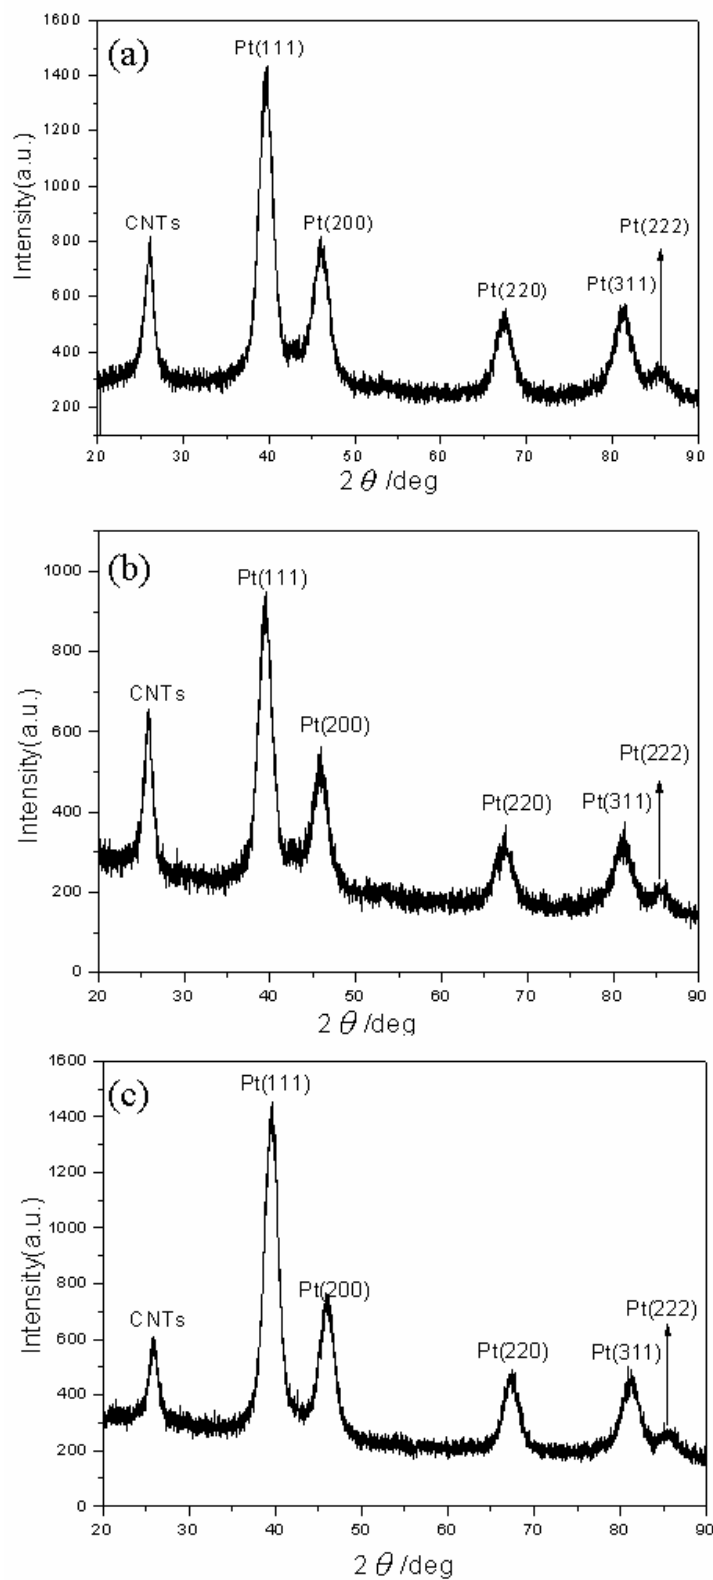 (a)
Pt(111)
CNTs
Pt(200)
Pt(220)
Pt(311)
Pt(222)
Intensity(a.u.)
1600
1400
1200
1000
800
600
400
200
20 30 40 50 60 70 80 90
2 θ /deg
(b)
Pt(111)
CNTs
Pt(200)
Pt(220)
Pt(311)
Pt(222)
Intensity(a.u.)
1000
800
600
400
200
0
20 30 40 50 60 70 80 90
2 θ /deg
(c)
Pt(111)
CNTs
Pt(200)
Pt(220)
Pt(311)
Pt(222)
Intensity(a.u.)
1600
1400
1200
1000
800
600
400
200
0
20 30 40 50 60 70 80 90
2 θ /deg